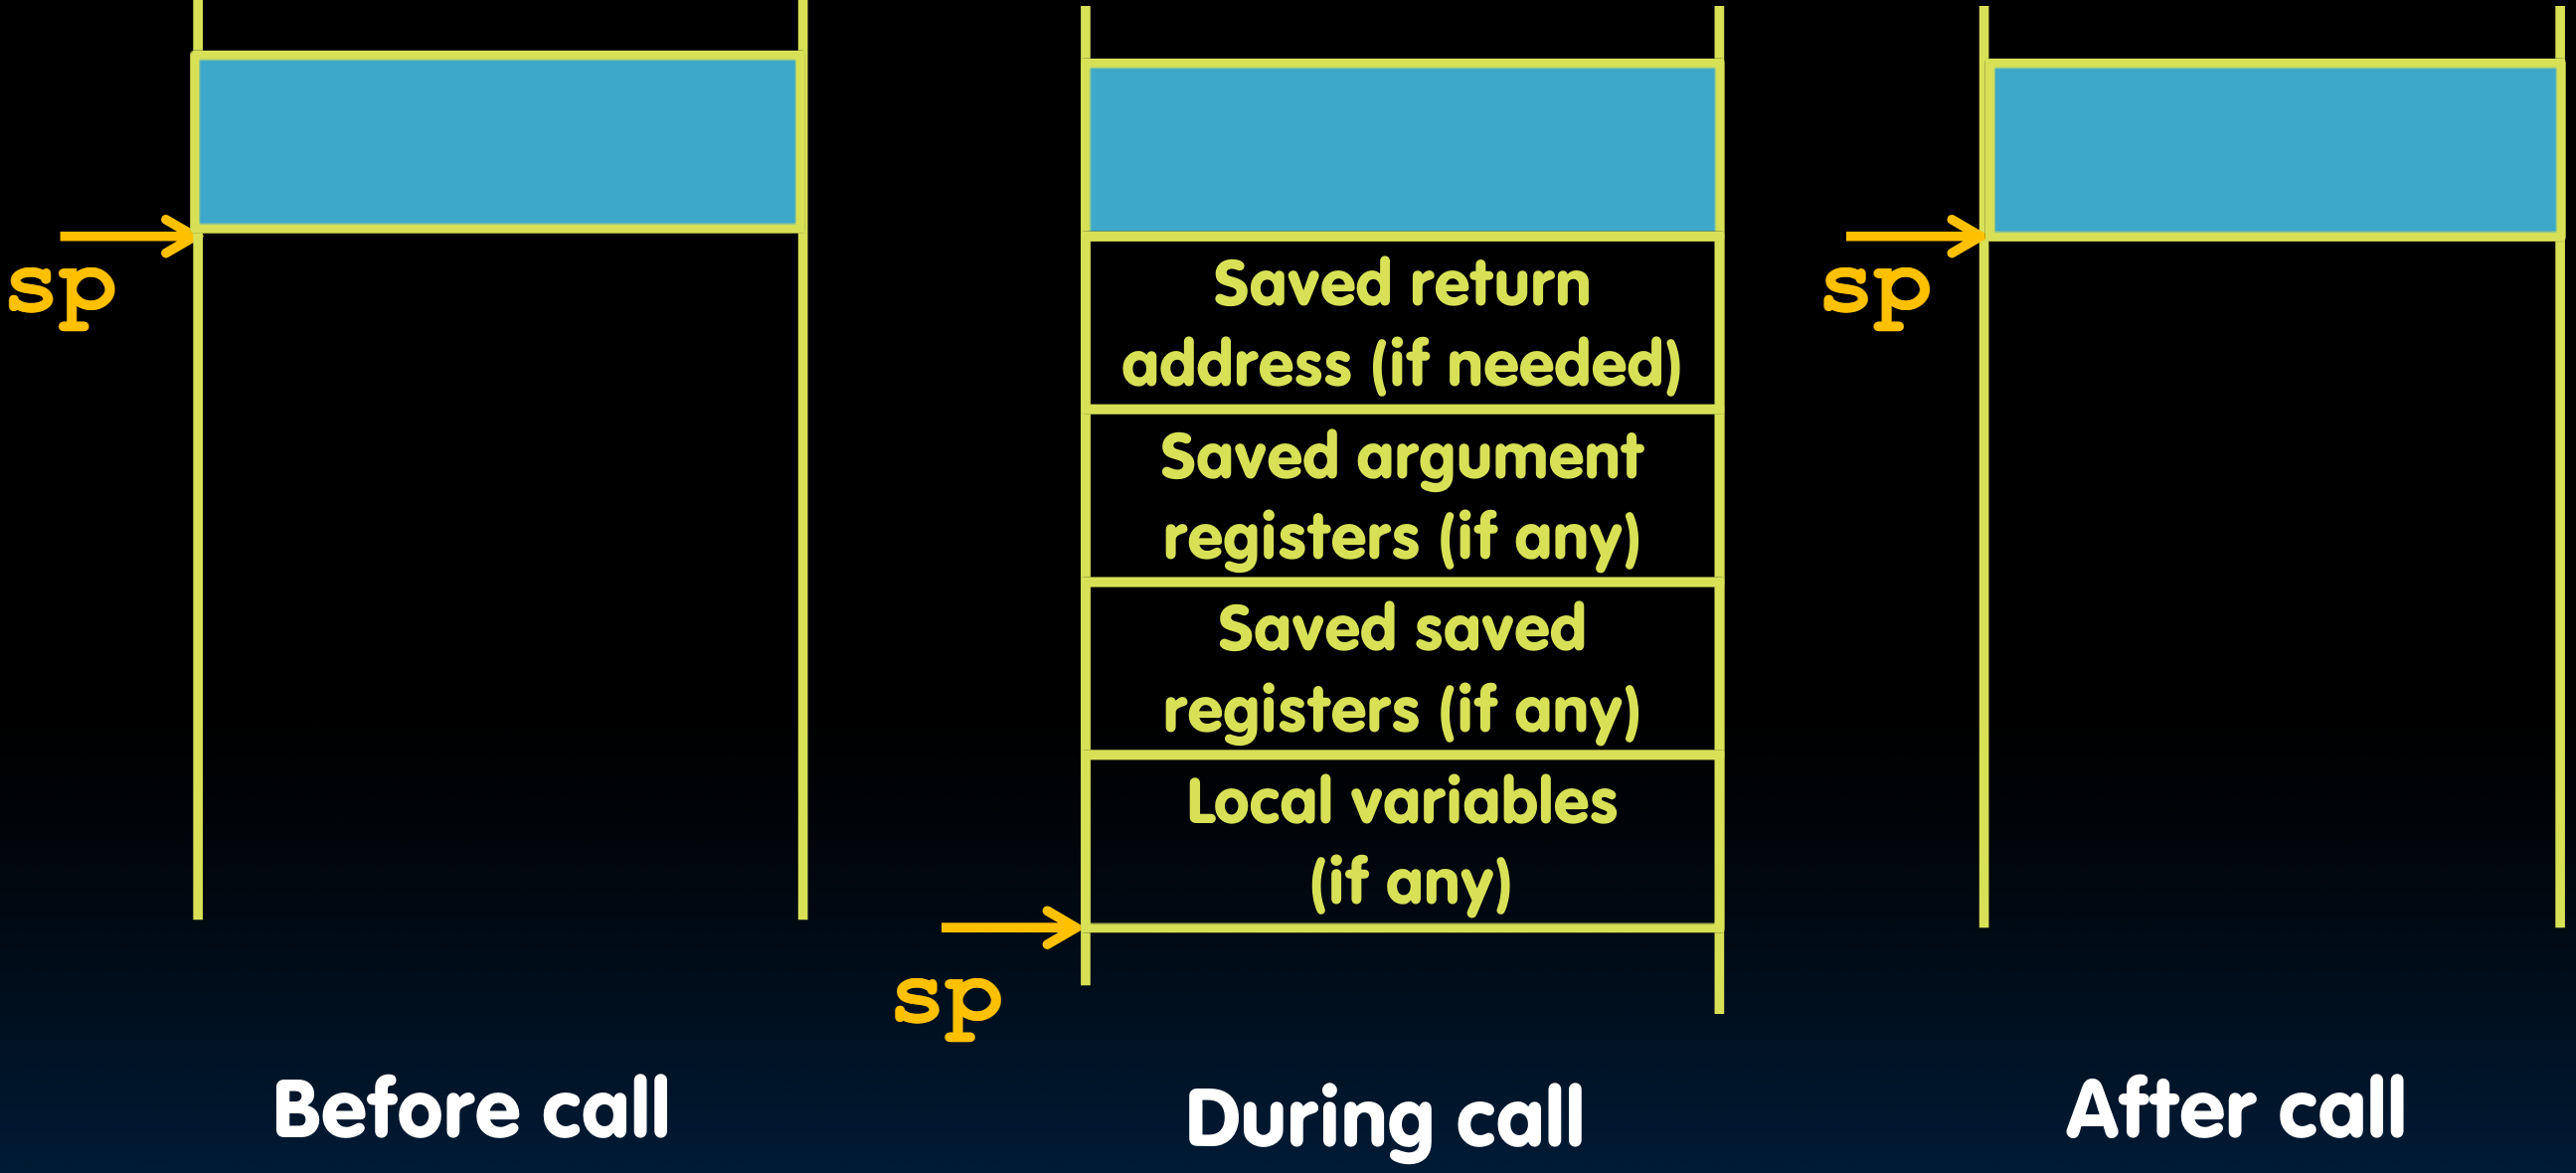 sp
Before call
Saved return
address (if needed)
Saved argument
registers (if any)
Saved saved
registers (if any)
Local variables
(if any)
sp
During call
sp
After call